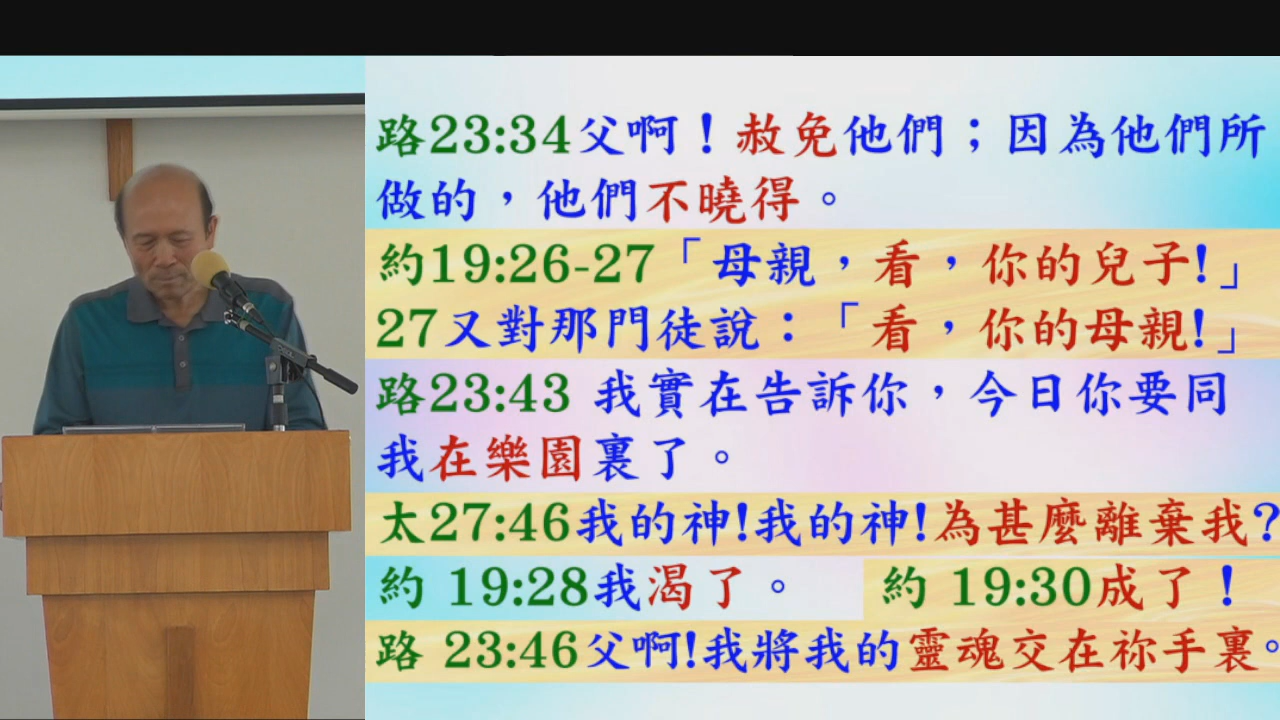 路23:34父啊！赦免他們；因為他們所
做的，他們不曉得。
約19:26-27「母親，看，你的兒子!」
27又對那門徒說：「看，你的母親!」
路23:43 我實在告訴你，今日你要同
我在樂園裏了。
太27:46我的神!我的神!為甚麼離棄我?
約 19:28我渴了。 約 19:30成了！
路 23:46父啊!我將我的靈魂交在祢手裏。